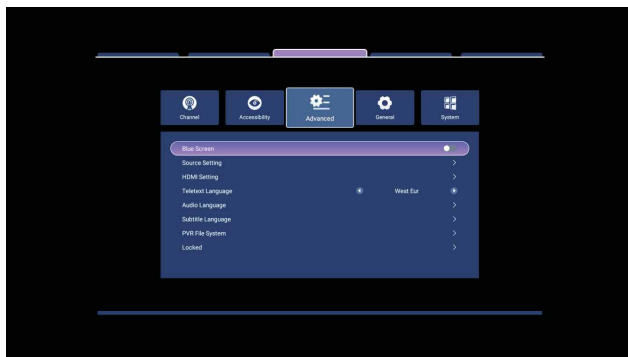 Channel
Accessibility
Advanced
General
System
Blue Screen
Source Setting
HDMI Setting
Teletext Language West Eur
Audio Language
Subtitle Language
PVR File System
Locked